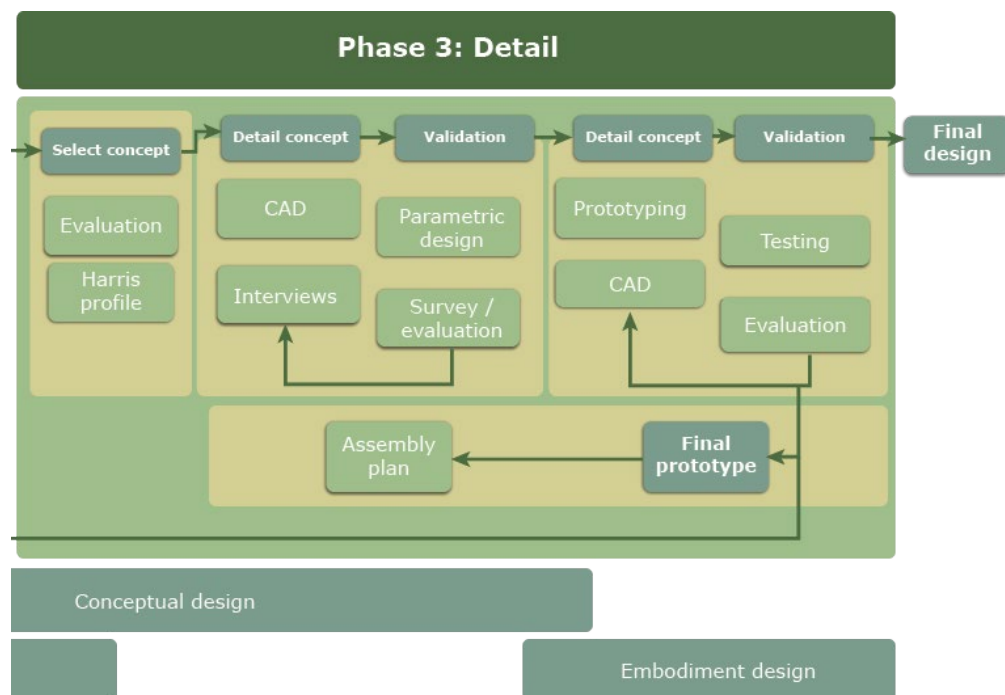 Phase 3: Detail
Select concept
Evaluation
Harris
profile
Detail concept
CAD
Interviews
Validation
Parametric
design
Survey /
evaluation
Detail concept
Prototyping
CAD
Validation
Testing
Evaluation
Final
design
Assembly
plan
Final
prototype
Conceptual design
Embodiment design